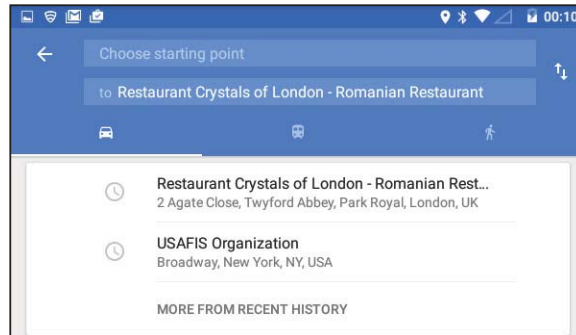 00:10
Choose starting point
to Restaurant Crystals of London - Romanian Restaurant
Restaurant Crystals of London - Romanian Rest...
2 Agate Close, Twyford Abbey, Park Royal, London, UK
USAFIS Organization
Broadway, New York, NY, USA
MORE FROM RECENT HISTORY